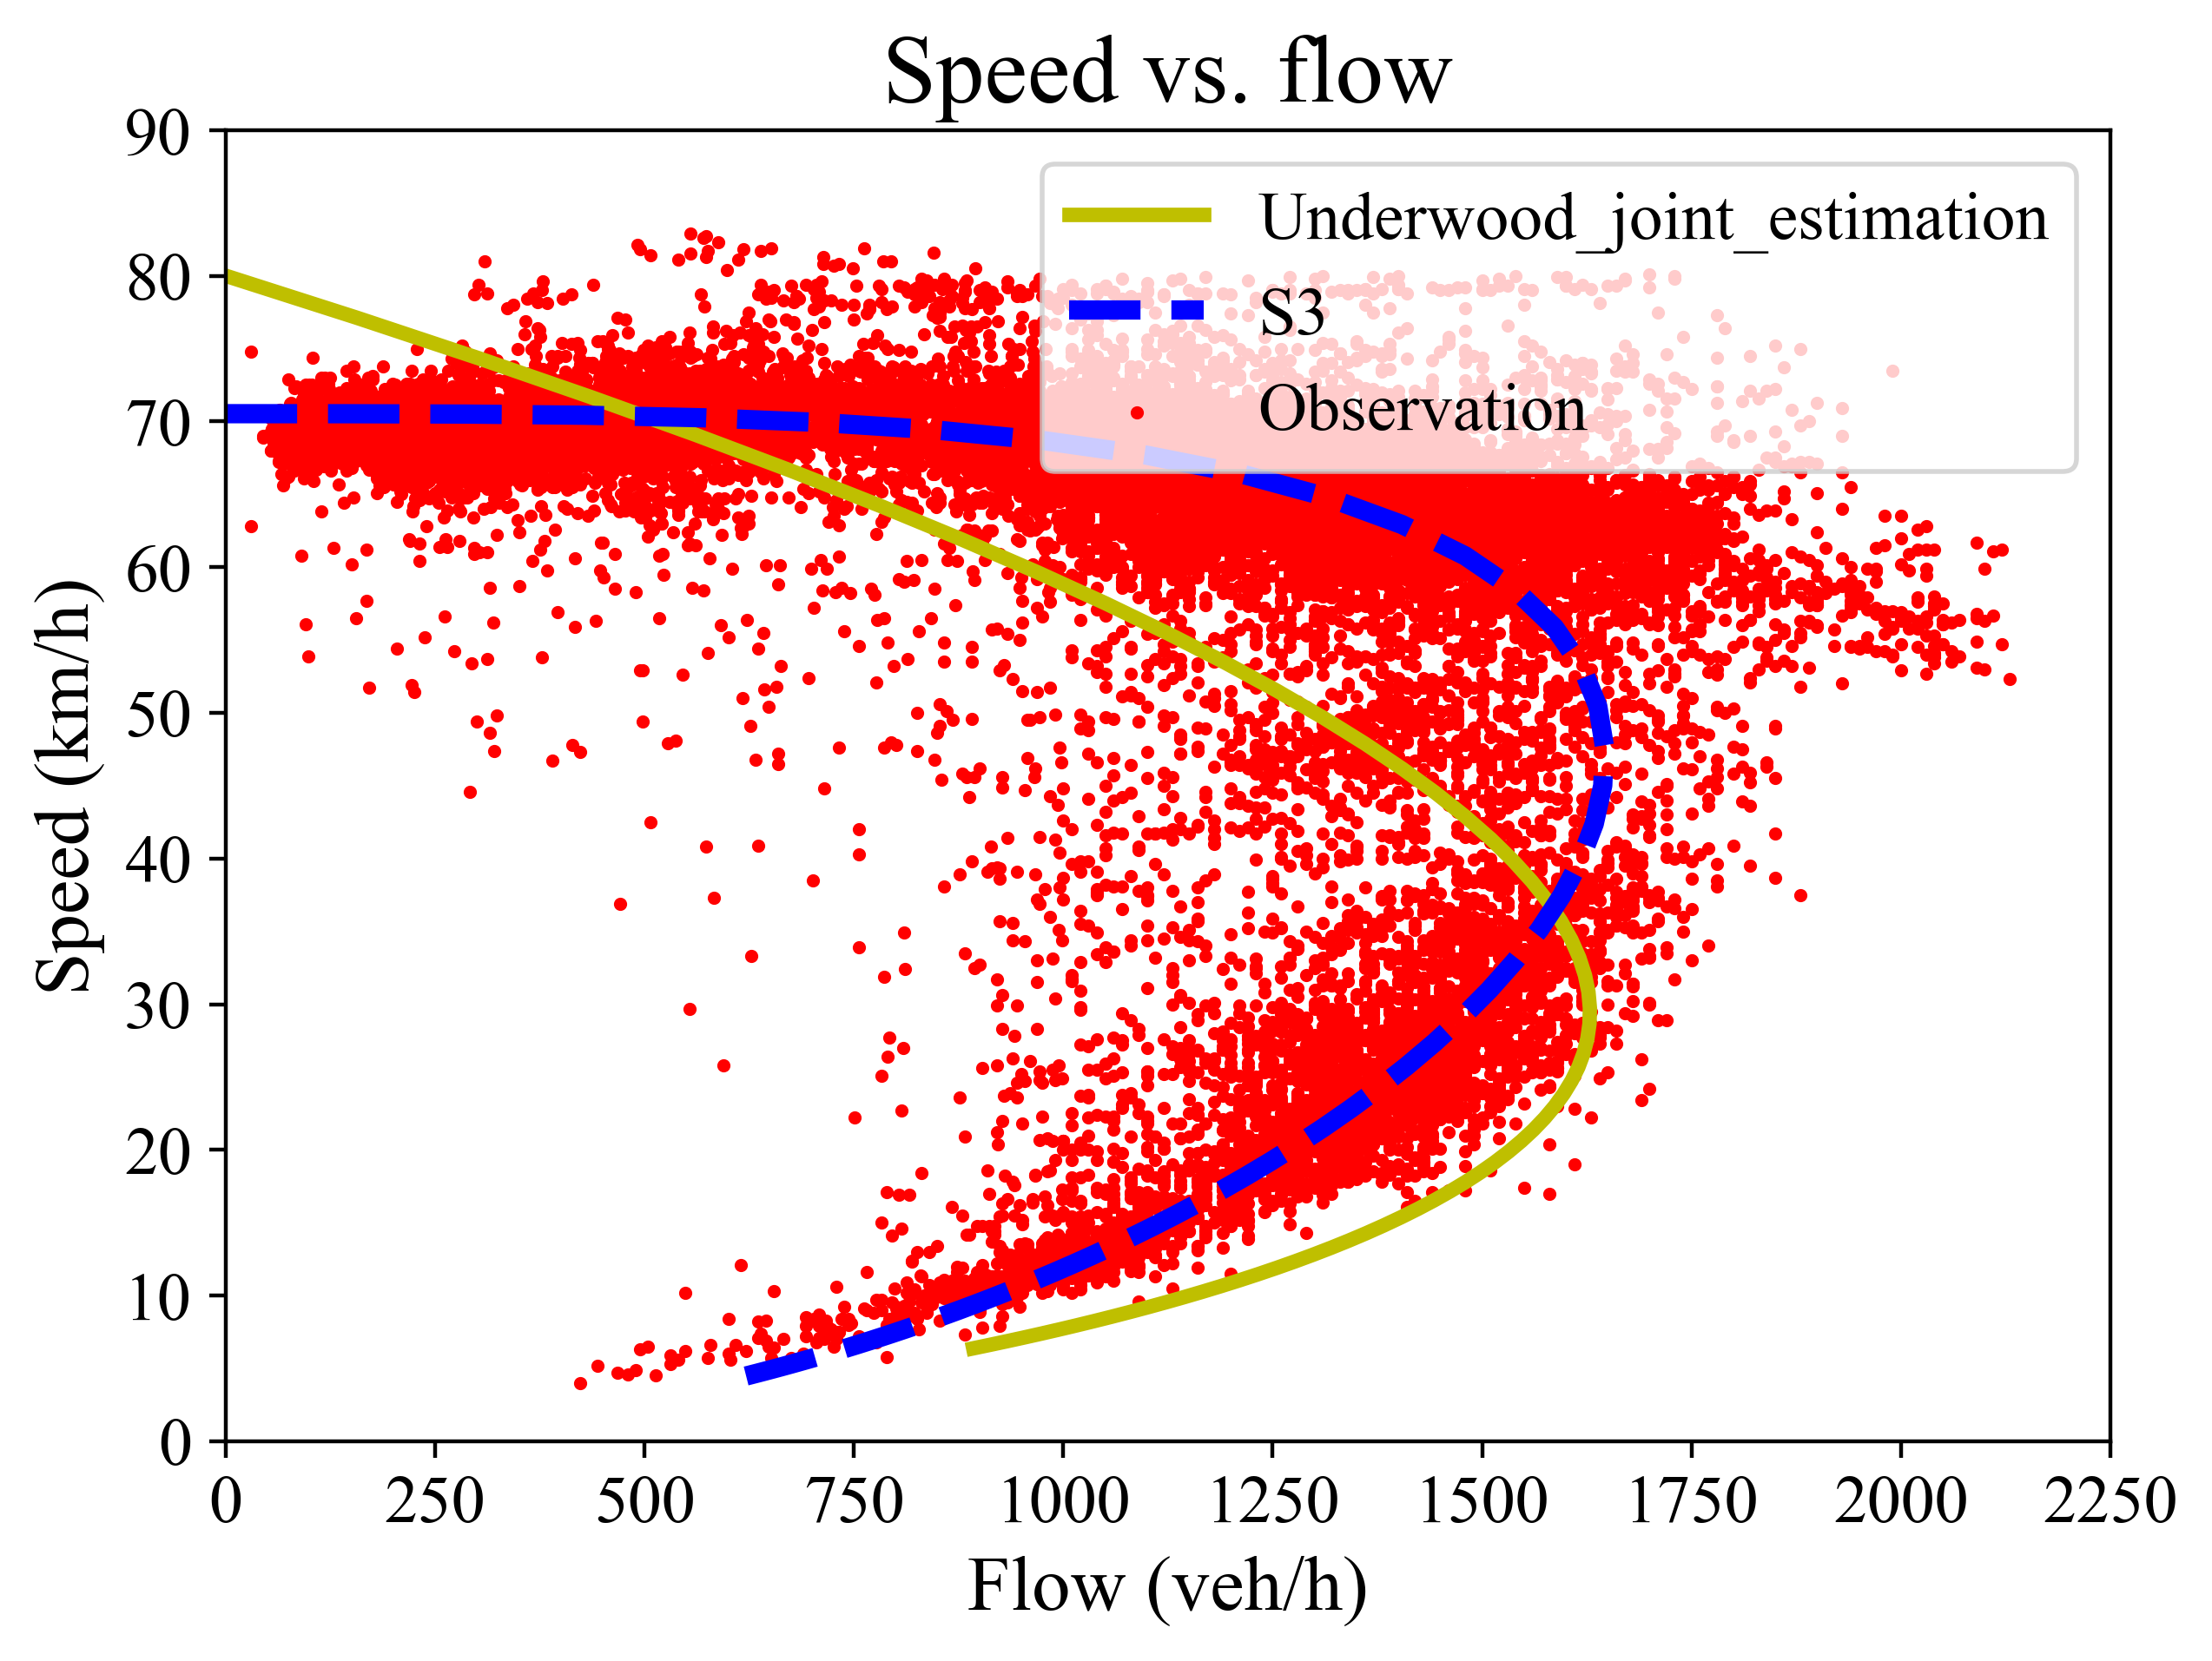 Speed vs. flow
90
80
70
60
50
40
30
20
10
0
Speed (km/h)
Underwood_joint_estimation
S3
Observation
0 250 500 750 1000 1250 1500 1750 2000 2250
Flow (veh/h)